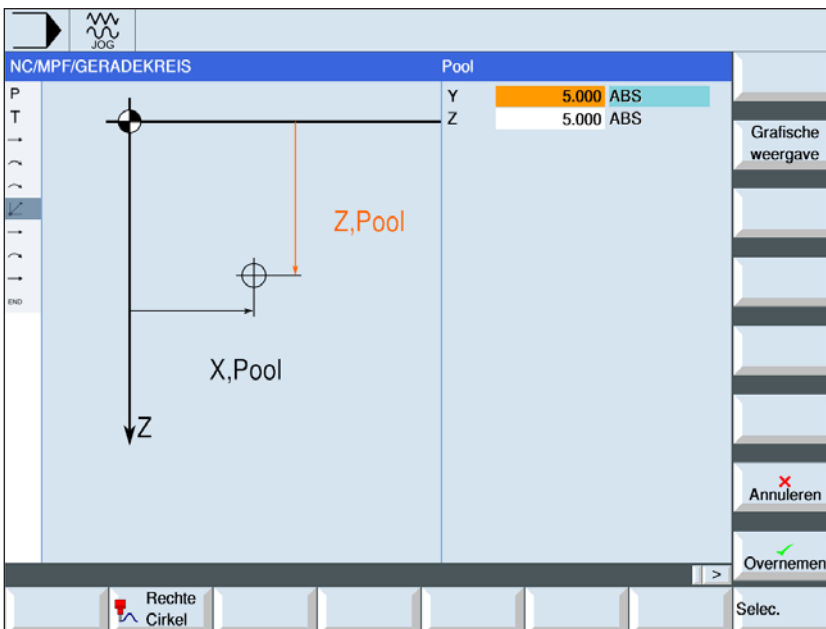 JOG
NC/MPF/GERADEKREIS
Pool
P
T
END
Z,Pool
X,Pool
Z
Y 5.000 ABS
Z 5.000 ABS
Grafische
weergave
Annuleren
Overnemen
>
Rechte
Cirkel
Selec.